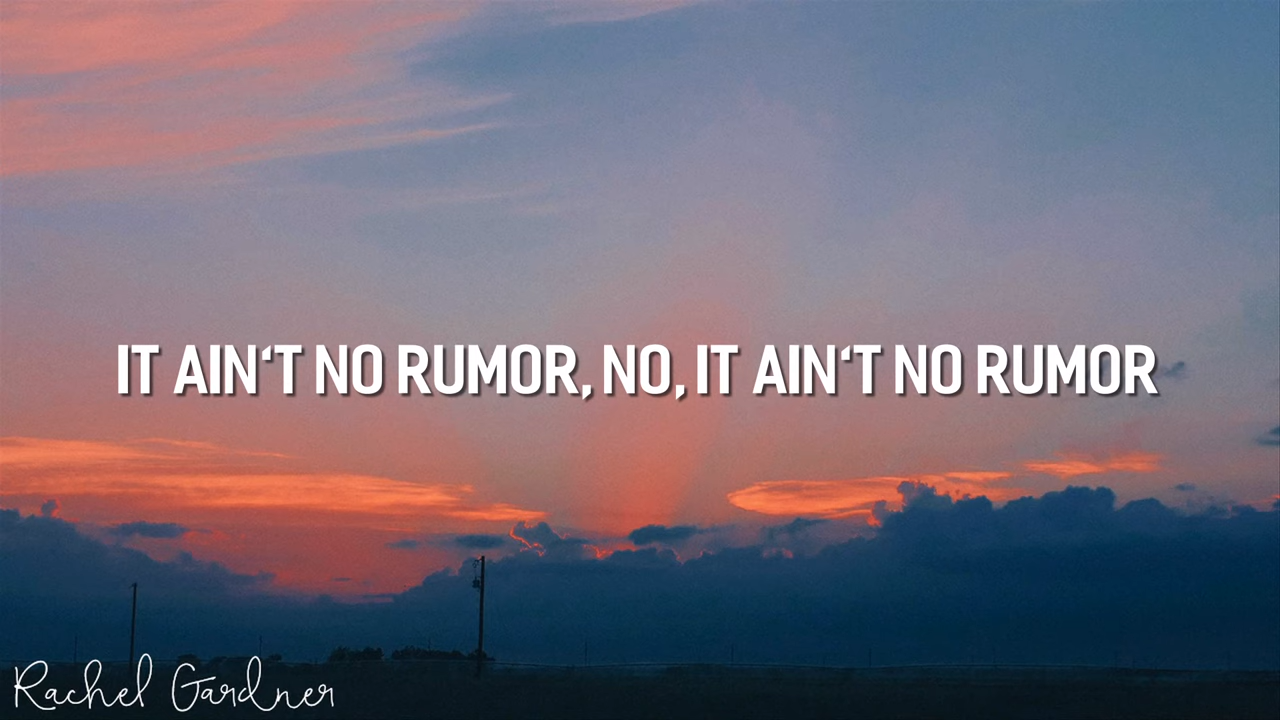 IT AIN‘T NO RUMOR, NO, IT AIN‘T NO RUMOR
Rachel Gardner